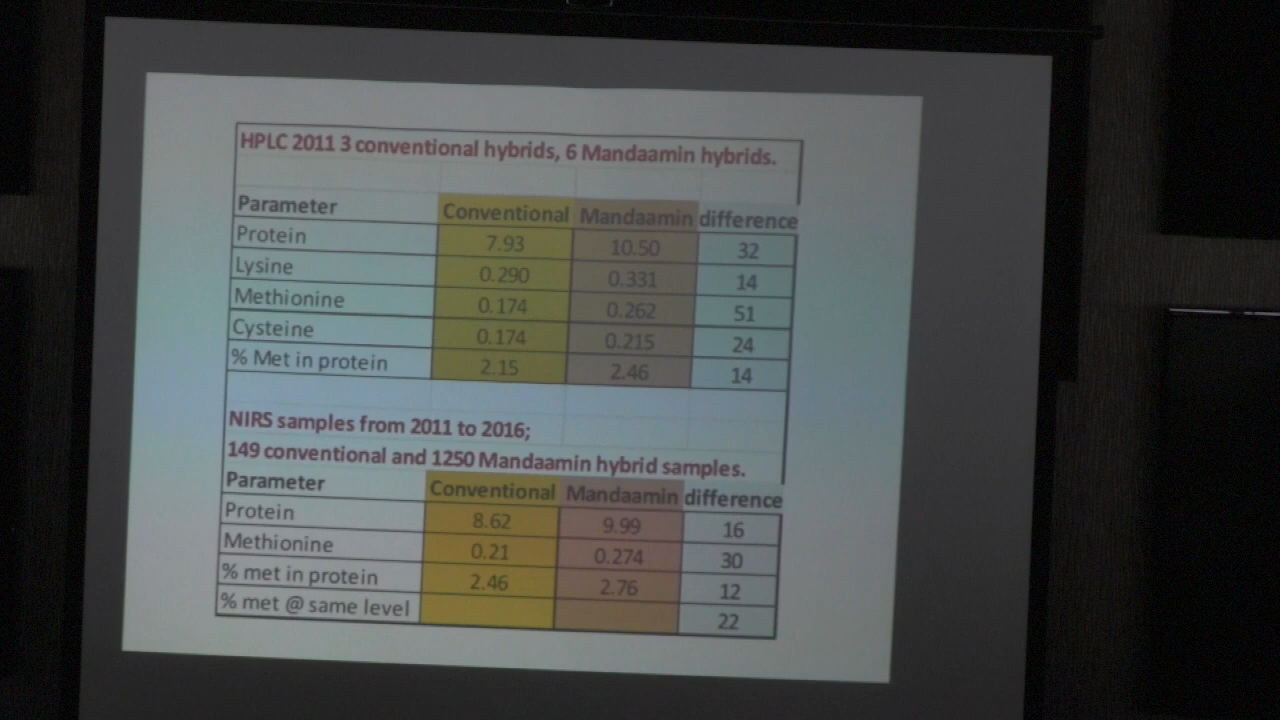 HPLC 2011 3 conventional hybrids, 6 Mandaamin hybrids.
Parameter Conventional Mandaamin difference
Protein 7.93 10.50 32
Lysine 0.290 0.331 14
Methionine 0.174 0.262 51
Cysteine 0.174 0.215 24
% Met in protein 2.15 2.46 14
NIRS samples from 2011 to 2016;
149 conventional and 1250 Mandaamin hybrid samples.
Parameter Conventional Mandaamin difference
Protein 8.62 9.99 16
Methionine 0.21 0.274 30
% met in protein 2.46 2.76 12
% met @ same level 22